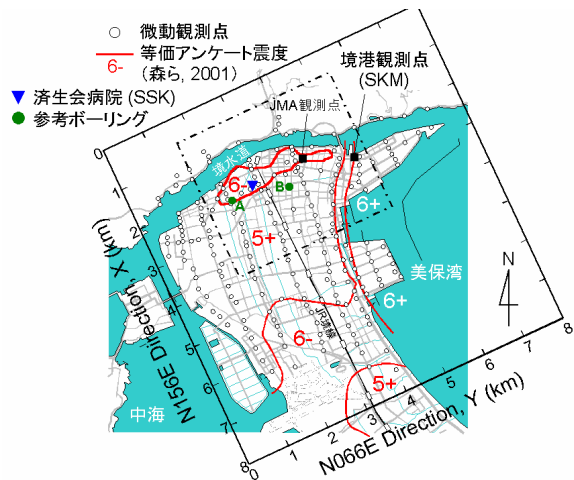 微動観測点
等価アンケート震度
6-
(森ら, 2001)
済生会病院 (SSK)
参考ボーリング
境港観測点
(SKM)
JMA観測点
境水道
6-
A
B
5+
6+
6+
美保湾
N
JR境線
6-
5+
中海
0
1
2
3
4
5
6
7
8
N156E Direction, X (km)
0
1
2
3
4
5
6
7
8
N066E Direction, Y (km)